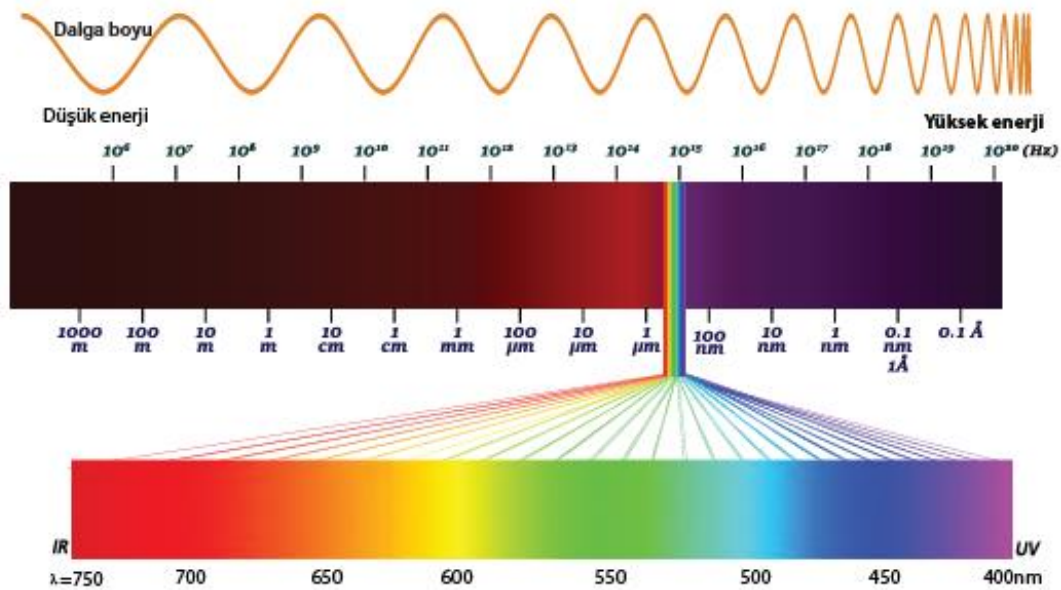 Dalga boyu
Düşük enerji
Yüksek enerji
10⁶ 10⁷ 10⁸ 10⁹ 10¹⁰ 10¹¹ 10¹² 10¹³ 10¹⁴ 10¹⁵ 10¹⁶ 10¹⁷ 10¹⁸ 10¹⁹ 10²⁰ (Hz)
1000 m 100 m 10 m 1 m 10 cm 1 cm 1 mm 100 µm 10 µm 1 µm 100 nm 10 nm 1 nm 0.1 nm 1Å 0.1 Å
IR UV
λ=750 700 650 600 550 500 450 400nm